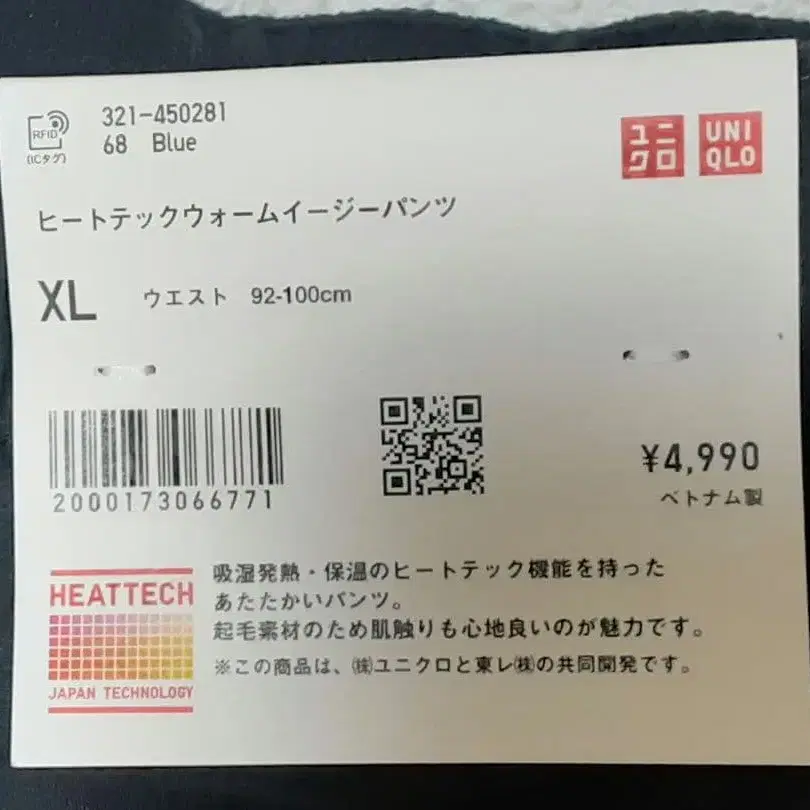 RFID
(ICタグ)
321-450281
68 Blue
ユニクロ
UNIQLO
ヒートテックウォームイージーパンツ
XL ウエスト 92-100cm
2000173066771
¥4,990
ベトナム製
HEATTECH
JAPAN TECHNOLOGY
吸湿発熱・保温のヒートテック機能を持った
あたたかいパンツ。
起毛素材のため肌触りも心地良いのが魅力です。
※この商品は、㈱ユニクロと東レ㈱の共同開発です。